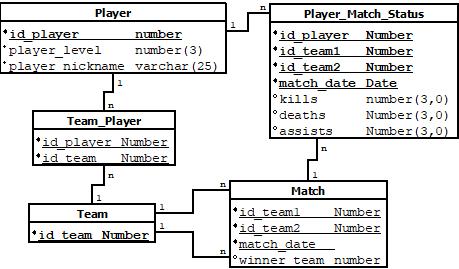 Player
*id_player number
*player_level number(3)
*player_nickname varchar(25)
1
n
Player_Match_Status
*id_player Number
*id_team1 Number
*id_team2 Number
*match_date Date
°kills number(3,0)
°deaths Number(3,0)
°assists Number(3,0)
1
n
Team_Player
*id_player Number
*id_team Number
n
1
n
1
Team
*id_team Number
1
n
1
n
Match
*id_team1 Number
*id_team2 Number
*match_date
°winner_team number